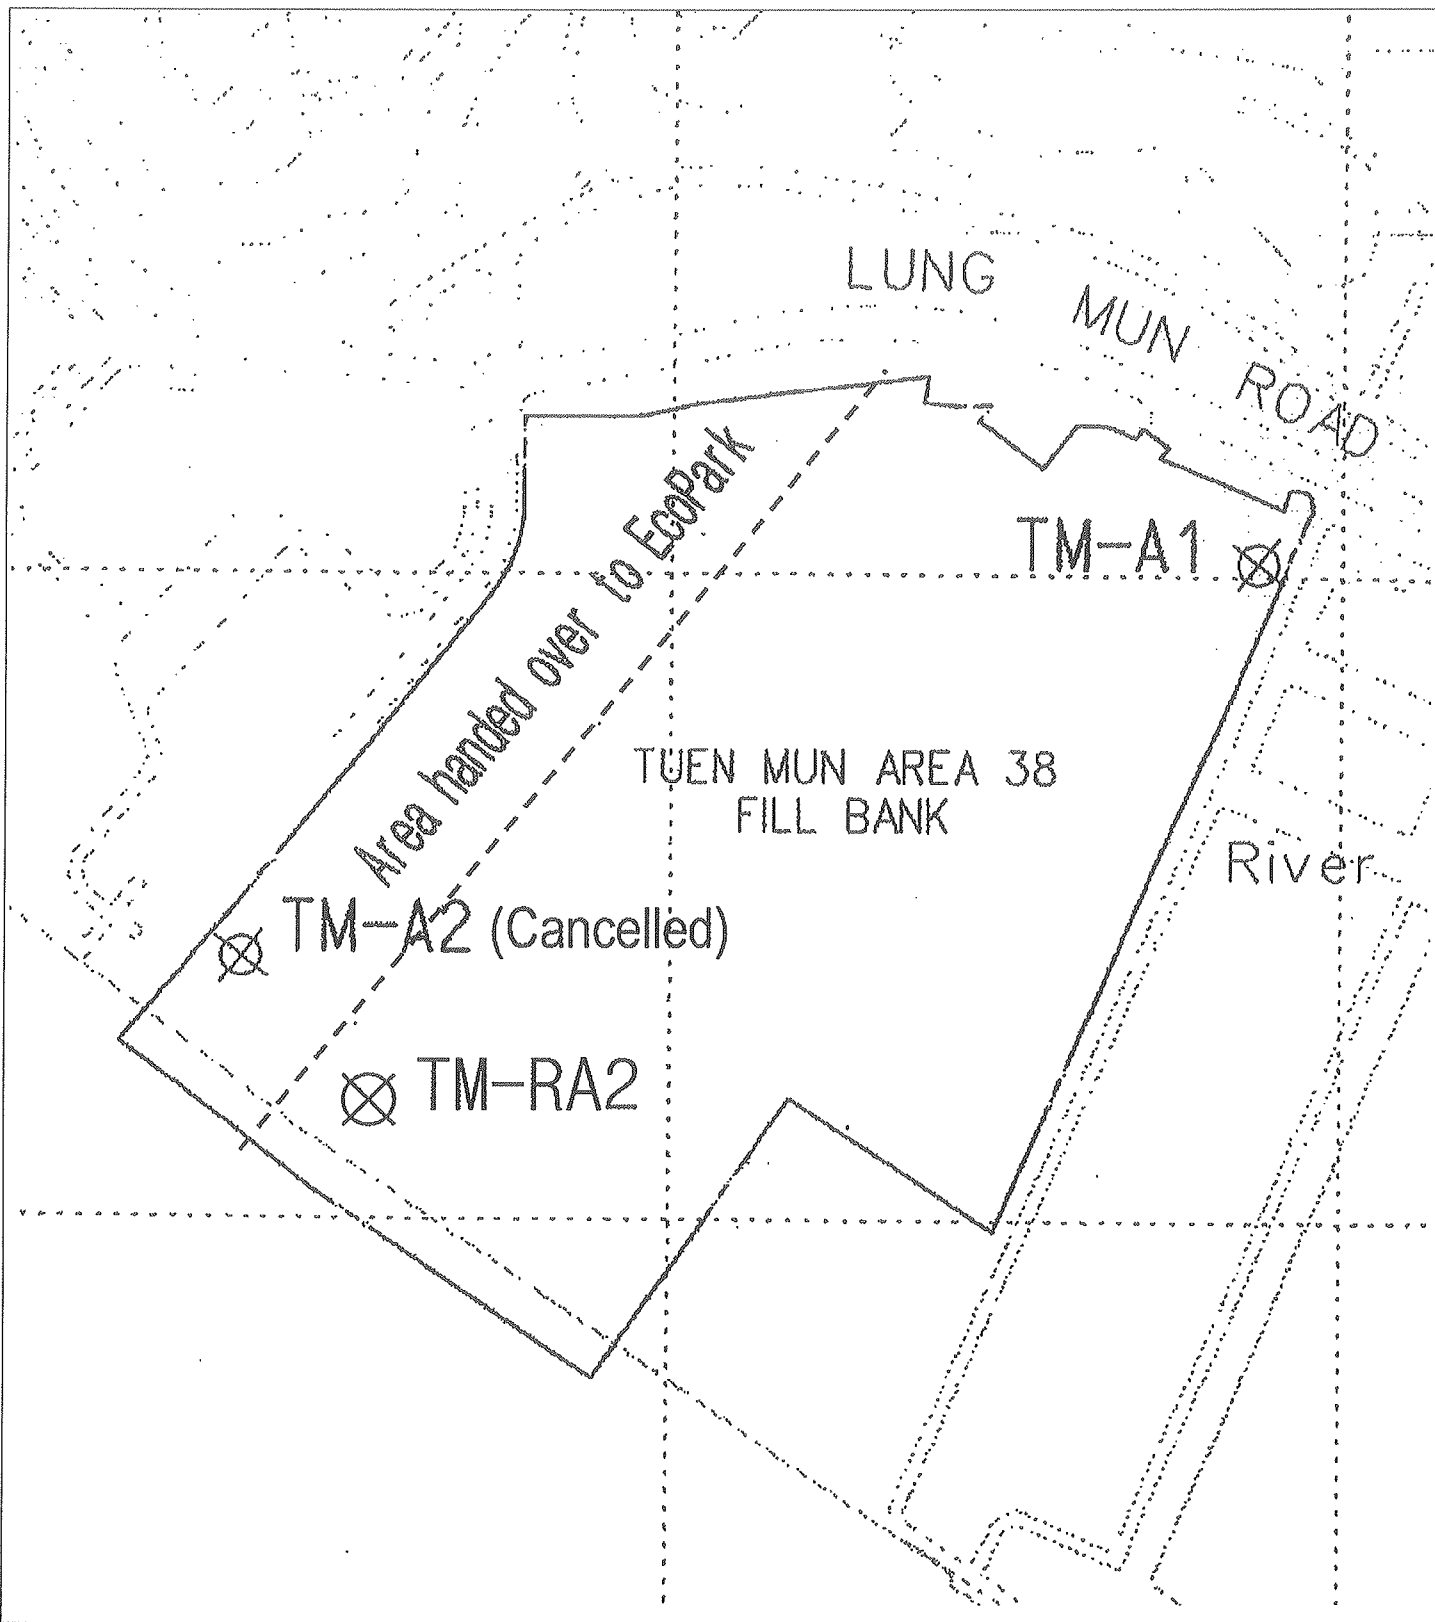 LUNG MUN ROAD
TM-A1
Area handed over to EcoPark
TUEN MUN AREA 38
FILL BANK
River
TM-A2 (Cancelled)
TM-RA2